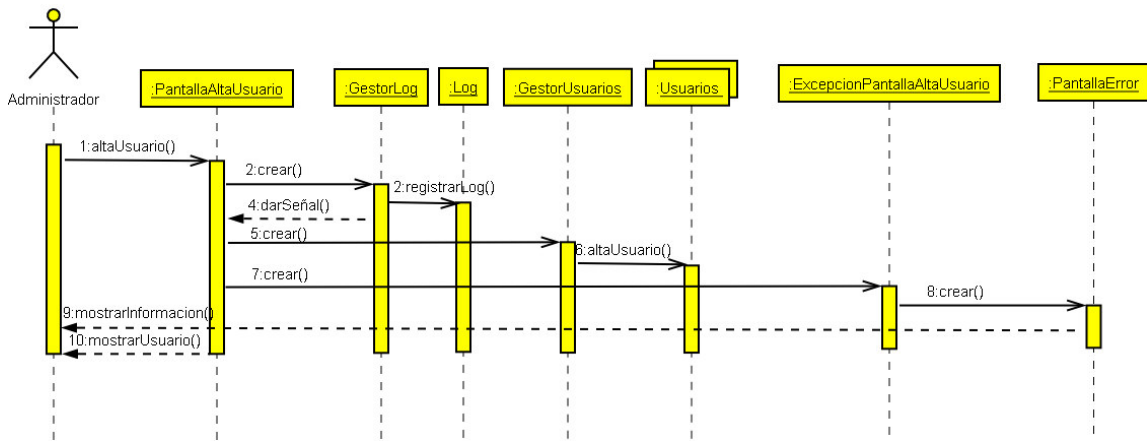 Administrador
:PantallaAltaUsuario
:GestorLog
:Log
:GestorUsuarios
:Usuarios
:ExcepcionPantallaAltaUsuario
:PantallaError
1:altaUsuario()
2:crear()
2:registrarLog()
4:darSeñal()
5:crear()
6:altaUsuario()
7:crear()
8:crear()
9:mostrarInformacion()
10:mostrarUsuario()